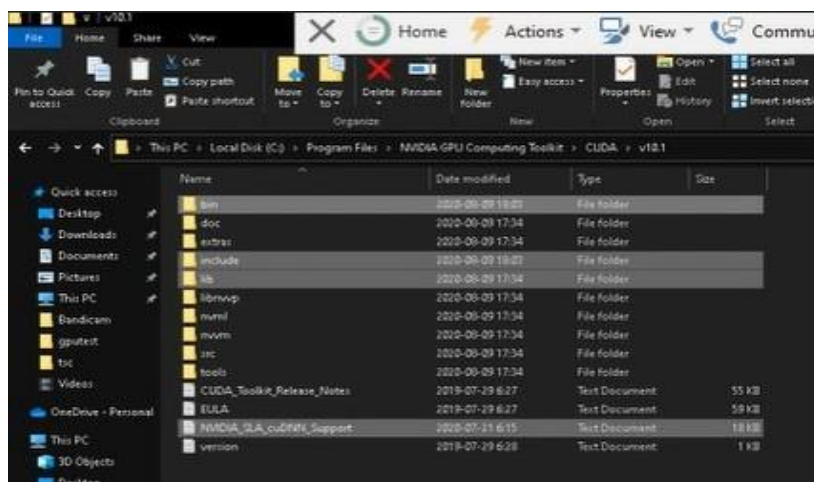 v10.1
Home Actions View Commu
File Home Share View
Pin to Quick access
Copy
Paste
Cut
Copy path
Paste shortcut
Clipboard
Move to
Copy to
Delete
Rename
Organize
New folder
New item
Easy access
New
Properties
Open
Edit
History
Open
Select all
Select none
Invert selecti
Select
This PC Local Disk (C:) Program Files NVIDIA GPU Computing Toolkit CUDA v10.1
Name Date modified Type Size
Quick access
Desktop
Downloads
Documents
Pictures
This PC
Bandicam
gputest
tsc
Videos
OneDrive - Personal
This PC
3D Objects
bin File folder
doc 2020-08-09 17:34 File folder
extras 2020-08-09 17:34 File folder
include File folder
lib 2020-08-09 17:34 File folder
libnvvp 2020-08-09 17:34 File folder
nvml 2020-08-09 17:34 File folder
nvvm 2020-08-09 17:34 File folder
src 2020-08-09 17:34 File folder
tools 2020-08-09 17:34 File folder
CUDA_Toolkit_Release_Notes 2019-07-29 6:27 Text Document 55 KB
EULA 2019-07-29 6:27 Text Document 59 KB
NVIDIA_SLA_cuDNN_Support 2020-07-21 6:15 Text Document 18 KB
version 2019-07-29 6:28 Text Document 1 KB